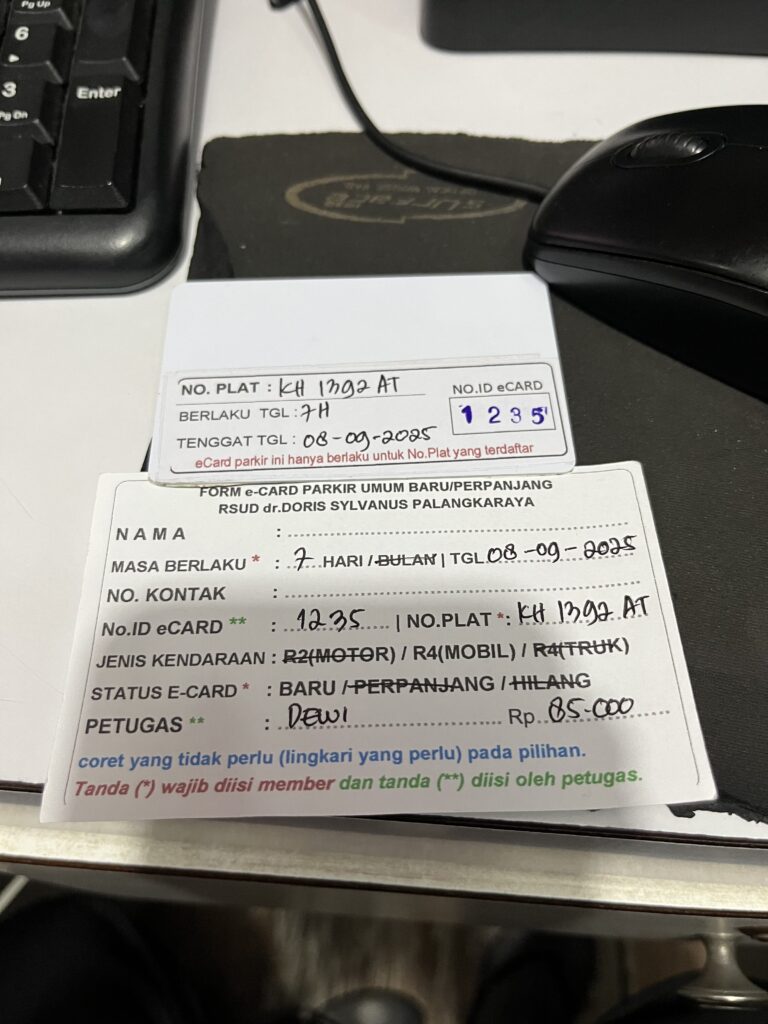 Pg Up
6
3
Pg Dn
Enter
NO. PLAT : KH 1392 AT
NO.ID eCARD
BERLAKU TGL : 7H
1 2 3 5
TENGGAT TGL : 08-09-2025
eCard parkir ini hanya berlaku untuk No.Plat yang terdaftar
FORM e-CARD PARKIR UMUM BARU/PERPANJANG
RSUD dr.DORIS SYLVANUS PALANGKARAYA
NAMA :
MASA BERLAKU * : 7 HARI / BULAN | TGL 08-09-2025
NO. KONTAK :
No.ID eCARD ** : 1235 | NO.PLAT *: KH 1392 AT
JENIS KENDARAAN : R2(MOTOR) / R4(MOBIL) / R4(TRUK)
STATUS E-CARD * : BARU / PERPANJANG / HILANG
PETUGAS ** : DEWI Rp. 85.000
coret yang tidak perlu (lingkari yang perlu) pada pilihan.
Tanda (*) wajib diisi member dan tanda (**) diisi oleh petugas.